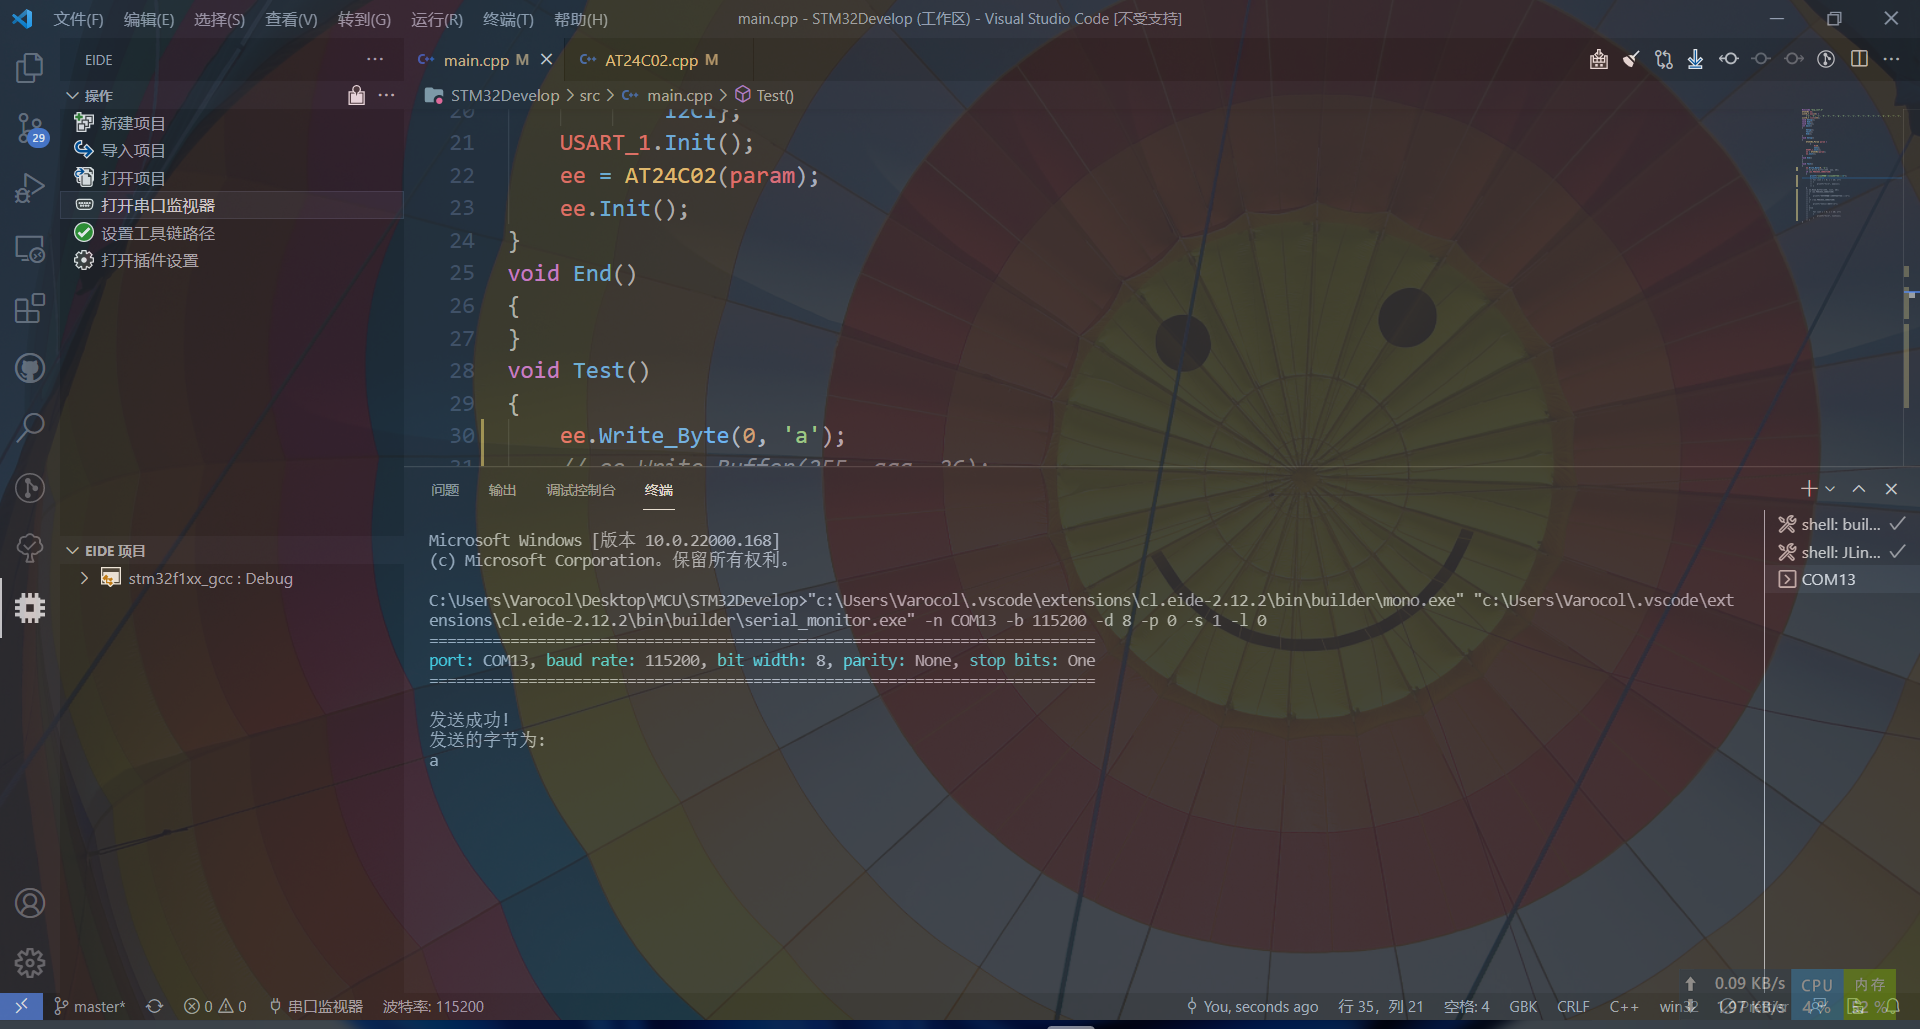 文件(F) 编辑(E) 选择(S) 查看(V) 转到(G) 运行(R) 终端(T) 帮助(H) main.cpp - STM32Develop (工作区) - Visual Studio Code [不受支持]
EIDE
main.cpp M
AT24C02.cpp M
操作
新建项目
导入项目
打开项目
打开串口监视器
设置工具链路径
打开插件设置
29
EIDE 项目
stm32f1xx_gcc : Debug
STM32Develop > src > main.cpp > Test()
20 I2C1};
21 USART_1.Init();
22 ee = AT24C02(param);
23 ee.Init();
24 }
25 void End()
26 {
27 }
28 void Test()
29 {
30 ee.Write_Byte(0, 'a');
问题 输出 调试控制台 终端
Microsoft Windows [版本 10.0.22000.168]
(c) Microsoft Corporation。保留所有权利。
C:\Users\Varocol\Desktop\MCU\STM32Develop>"c:\Users\Varocol\.vscode\extensions\cl.eide-2.12.2\bin\builder\mono.exe" "c:\Users\Varocol\.vscode\ext
ensions\cl.eide-2.12.2\bin\builder\serial_monitor.exe" -n COM13 -b 115200 -d 8 -p 0 -s 1 -l 0
==========================================================================
port: COM13, baud rate: 115200, bit width: 8, parity: None, stop bits: One
==========================================================================
发送成功!
发送的字节为:
a
shell: buil...
shell: JLin...
COM13
master* 0 0 串口监视器 波特率: 115200
You, seconds ago 行 35，列 21 空格: 4 GBK CRLF C++
0.09 KB/s
1.97 KB/s
CPU
内存